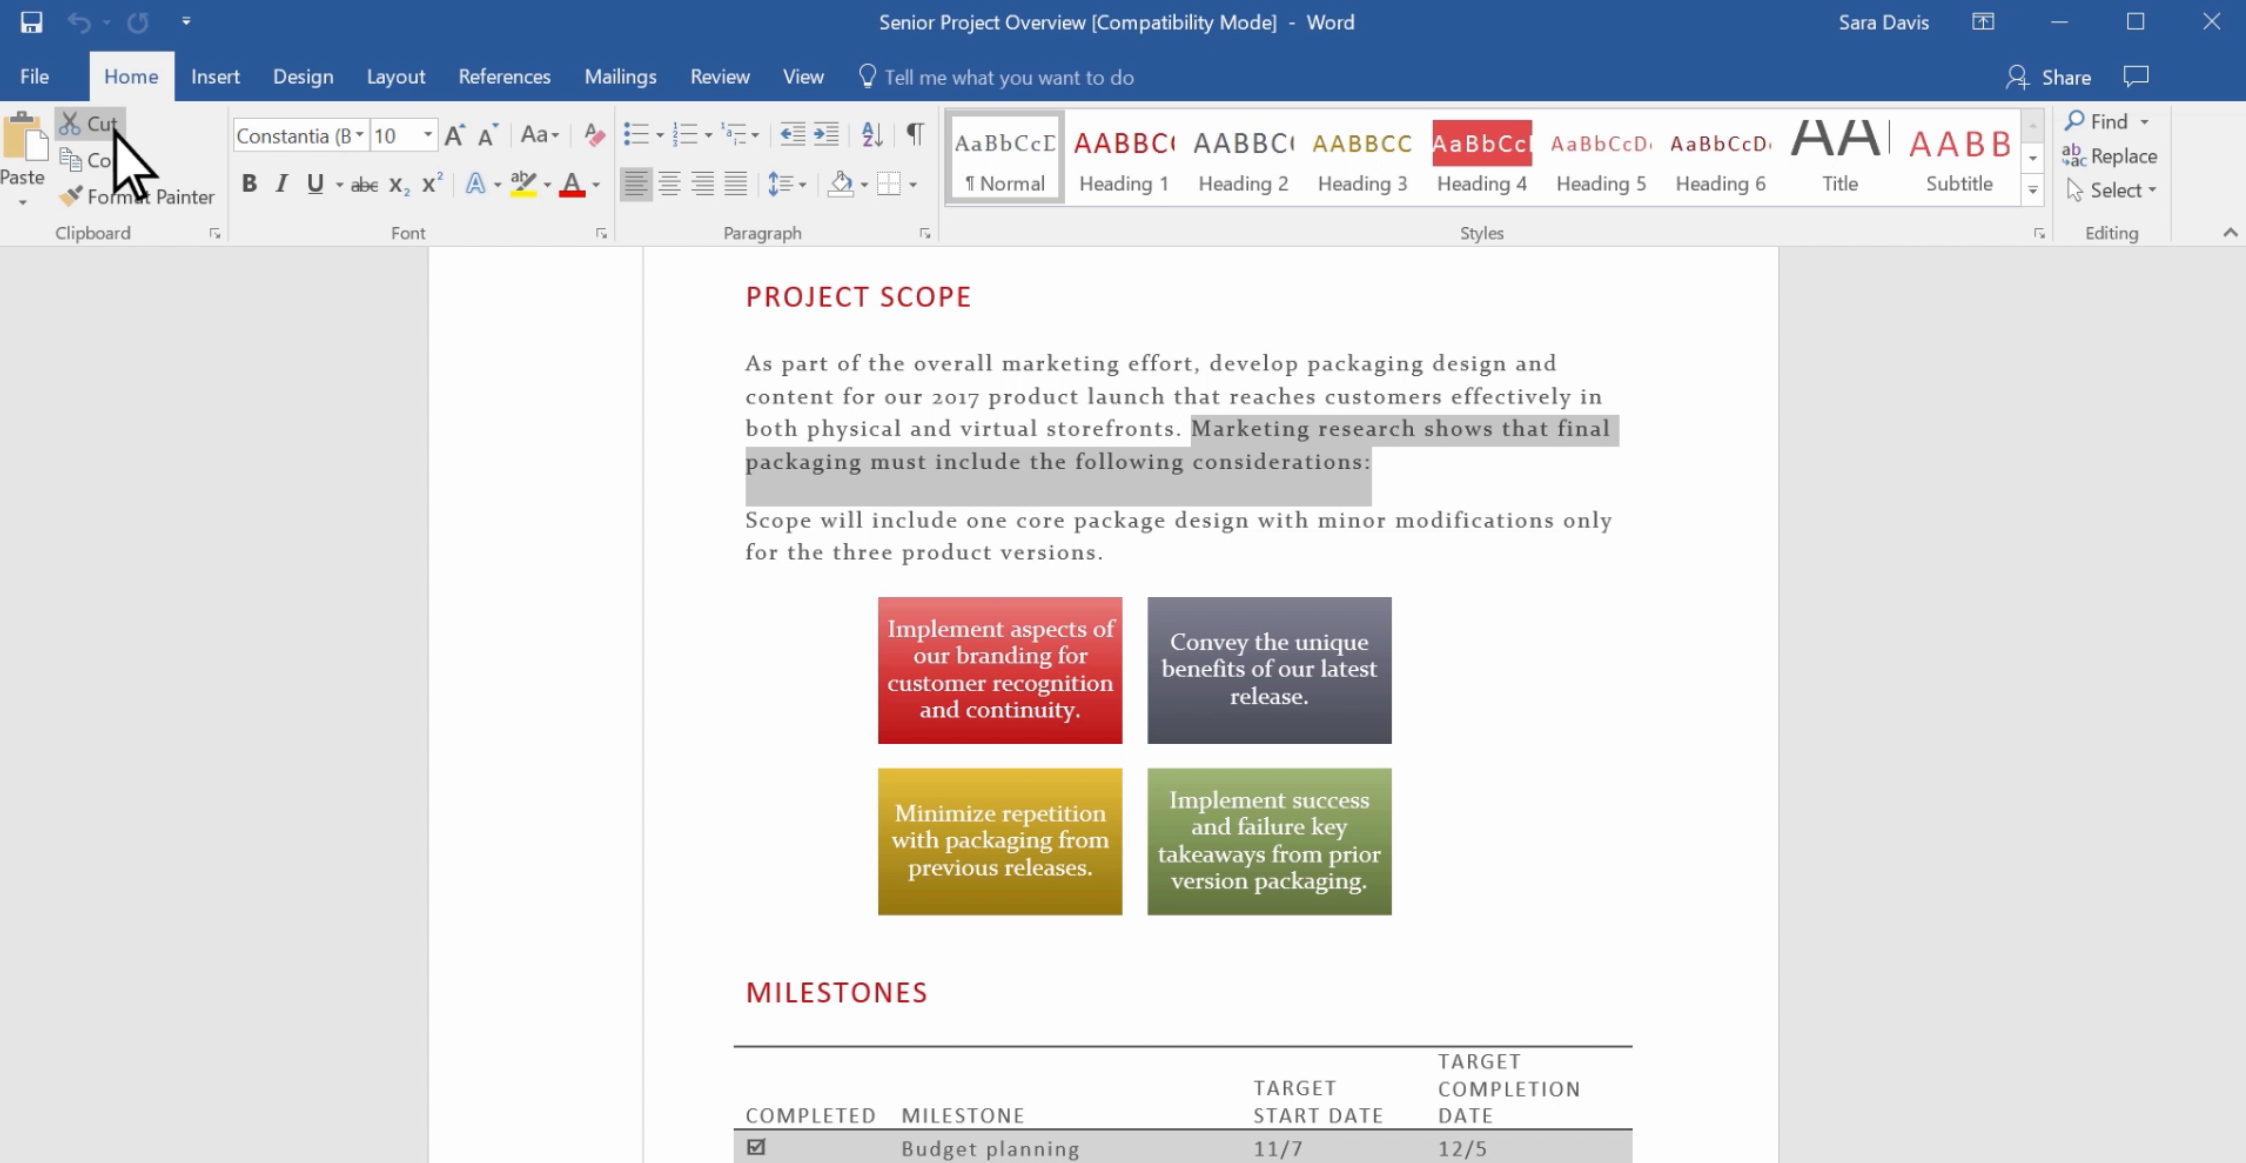 Senior Project Overview [Compatibility Mode] - Word
Sara Davis
File Home Insert Design Layout References Mailings Review View Tell me what you want to do
Share
Cut
Constantia (B 10
Aa
AaBbCcD AABBC AABBC AABBCC AaBbCcI AaBbCcD AaBbCcD AA AABB
Find
Replace
Paste
Format Painter
B I U abc X₂ X²
¶ Normal Heading 1 Heading 2 Heading 3 Heading 4 Heading 5 Heading 6 Title Subtitle
Select
Clipboard Font Paragraph Styles Editing
PROJECT SCOPE
As part of the overall marketing effort, develop packaging design and
content for our 2017 product launch that reaches customers effectively in
both physical and virtual storefronts. Marketing research shows that final
packaging must include the following considerations:
Scope will include one core package design with minor modifications only
for the three product versions.
Implement aspects of
our branding for
customer recognition
and continuity.
Convey the unique
benefits of our latest
release.
Minimize repetition
with packaging from
previous releases.
Implement success
and failure key
takeaways from prior
version packaging.
MILESTONES
COMPLETED MILESTONE
TARGET
START DATE
TARGET
COMPLETION
DATE
Budget planning 11/7 12/5